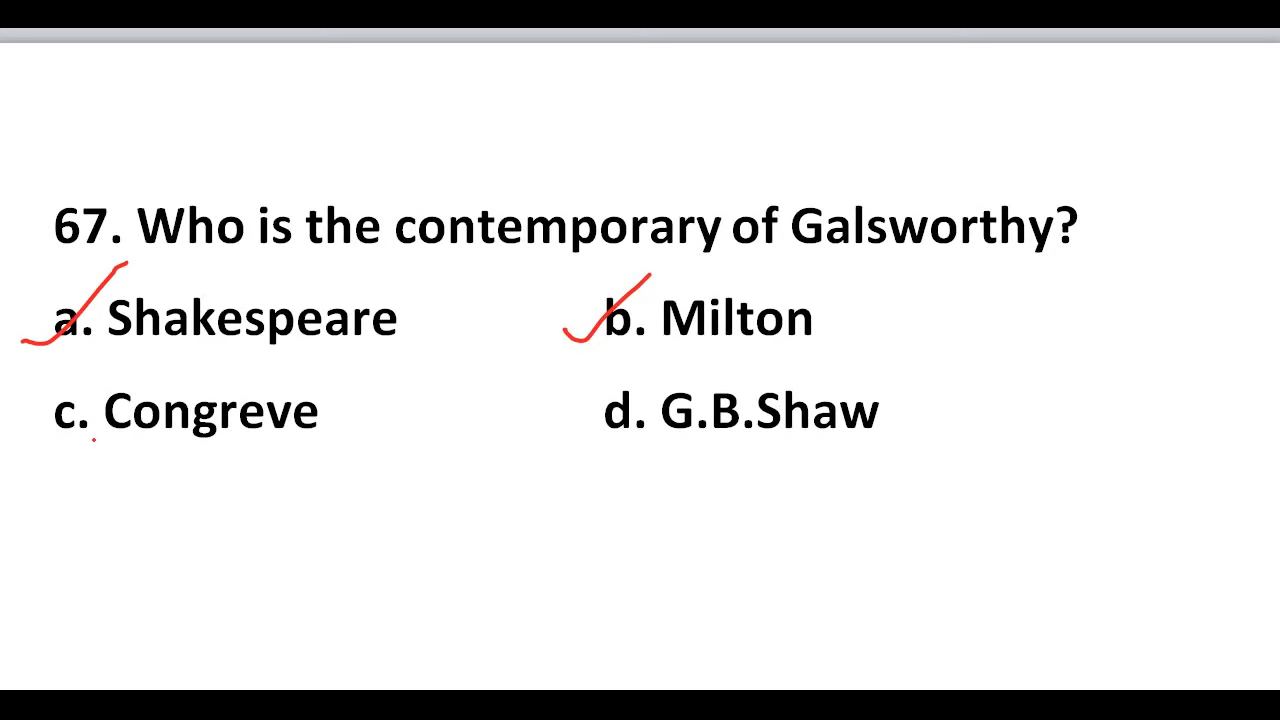 67. Who is the contemporary of Galsworthy?
a. Shakespeare b. Milton
c. Congreve d. G.B.Shaw